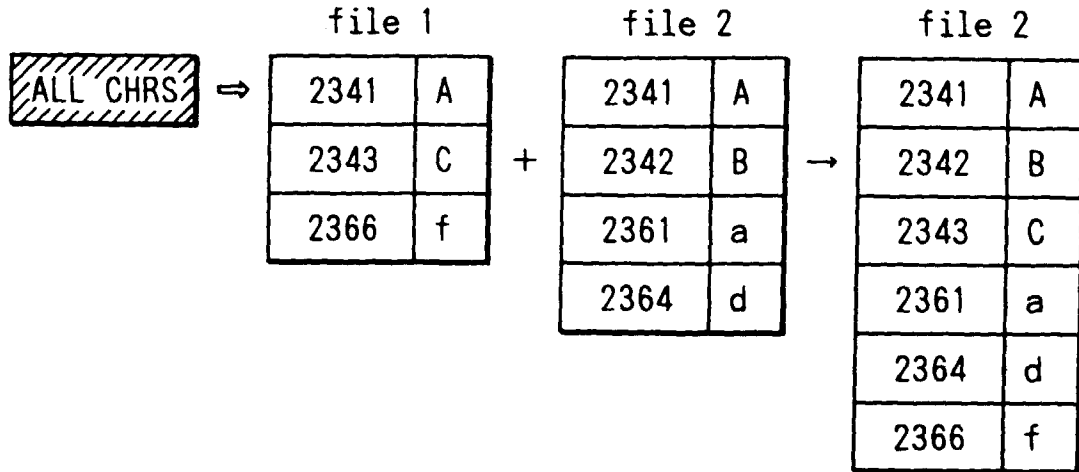 file 1 file 2 file 2
ALL CHRS ⇒ 2341 A 2341 A 2341 A
2343 C + 2342 B → 2342 B
2366 f 2361 a 2343 C
2364 d 2361 a
2364 d
2366 f